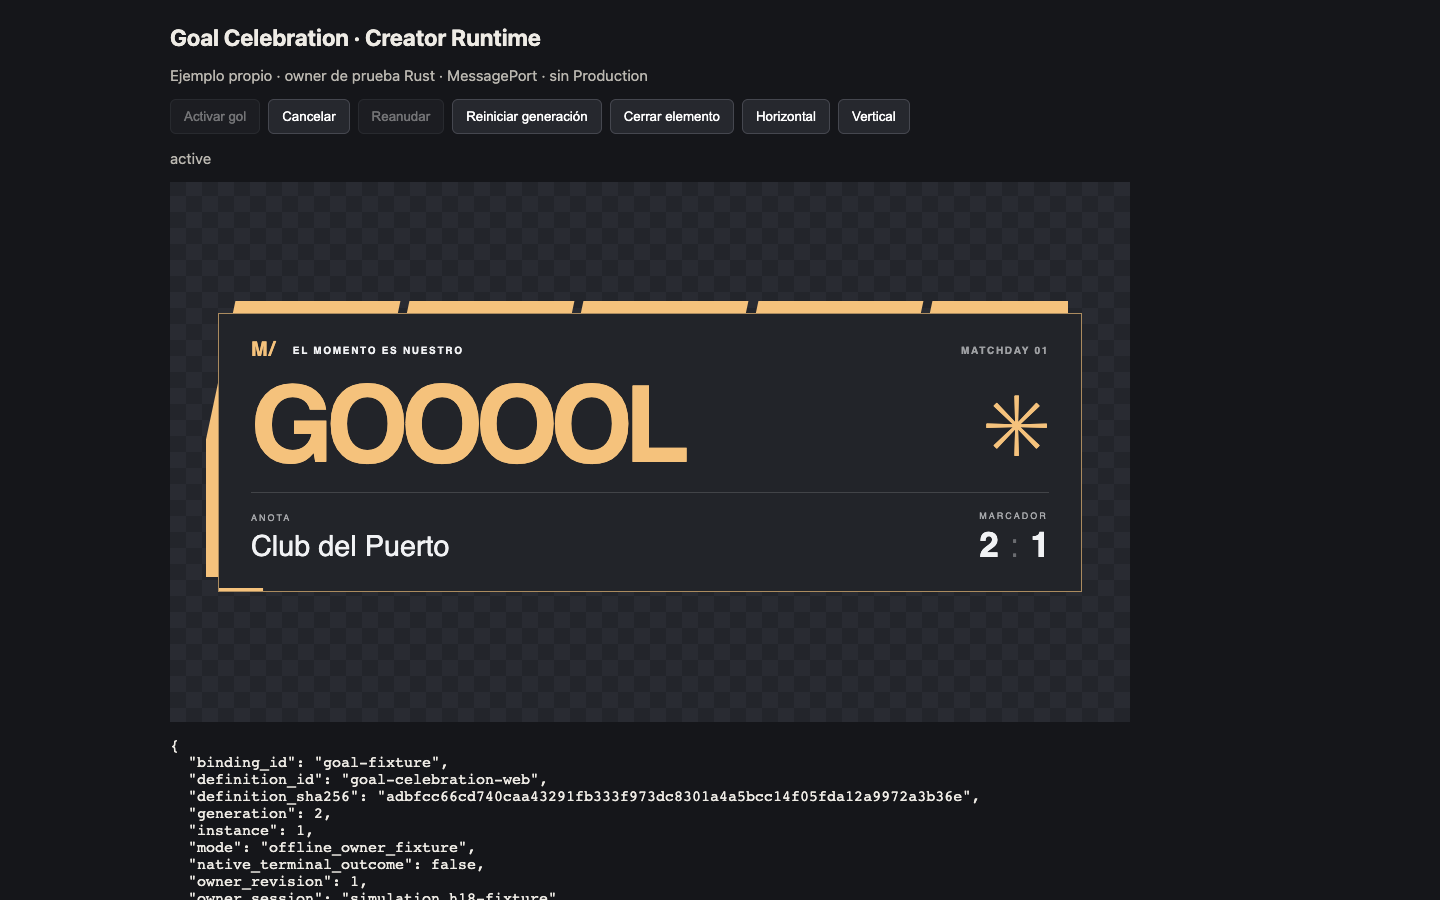 Goal Celebration · Creator Runtime
Ejemplo propio · owner de prueba Rust · MessagePort · sin Production
Activar gol Cancelar Reanudar Reiniciar generación Cerrar elemento Horizontal Vertical
active
M/ EL MOMENTO ES NUESTRO MATCHDAY 01
GOOOOL
ANOTA MARCADOR
Club del Puerto 2 : 1
{
"binding_id": "goal-fixture",
"definition_id": "goal-celebration-web",
"definition_sha256": "adbfcc66cd740caa43291fb333f973dc8301a4a5bcc14f05fda12a9972a3b36e",
"generation": 2,
"instance": 1,
"mode": "offline_owner_fixture",
"native_terminal_outcome": false,
"owner_revision": 1,
"owner_session": "simulation_h18-fixture"